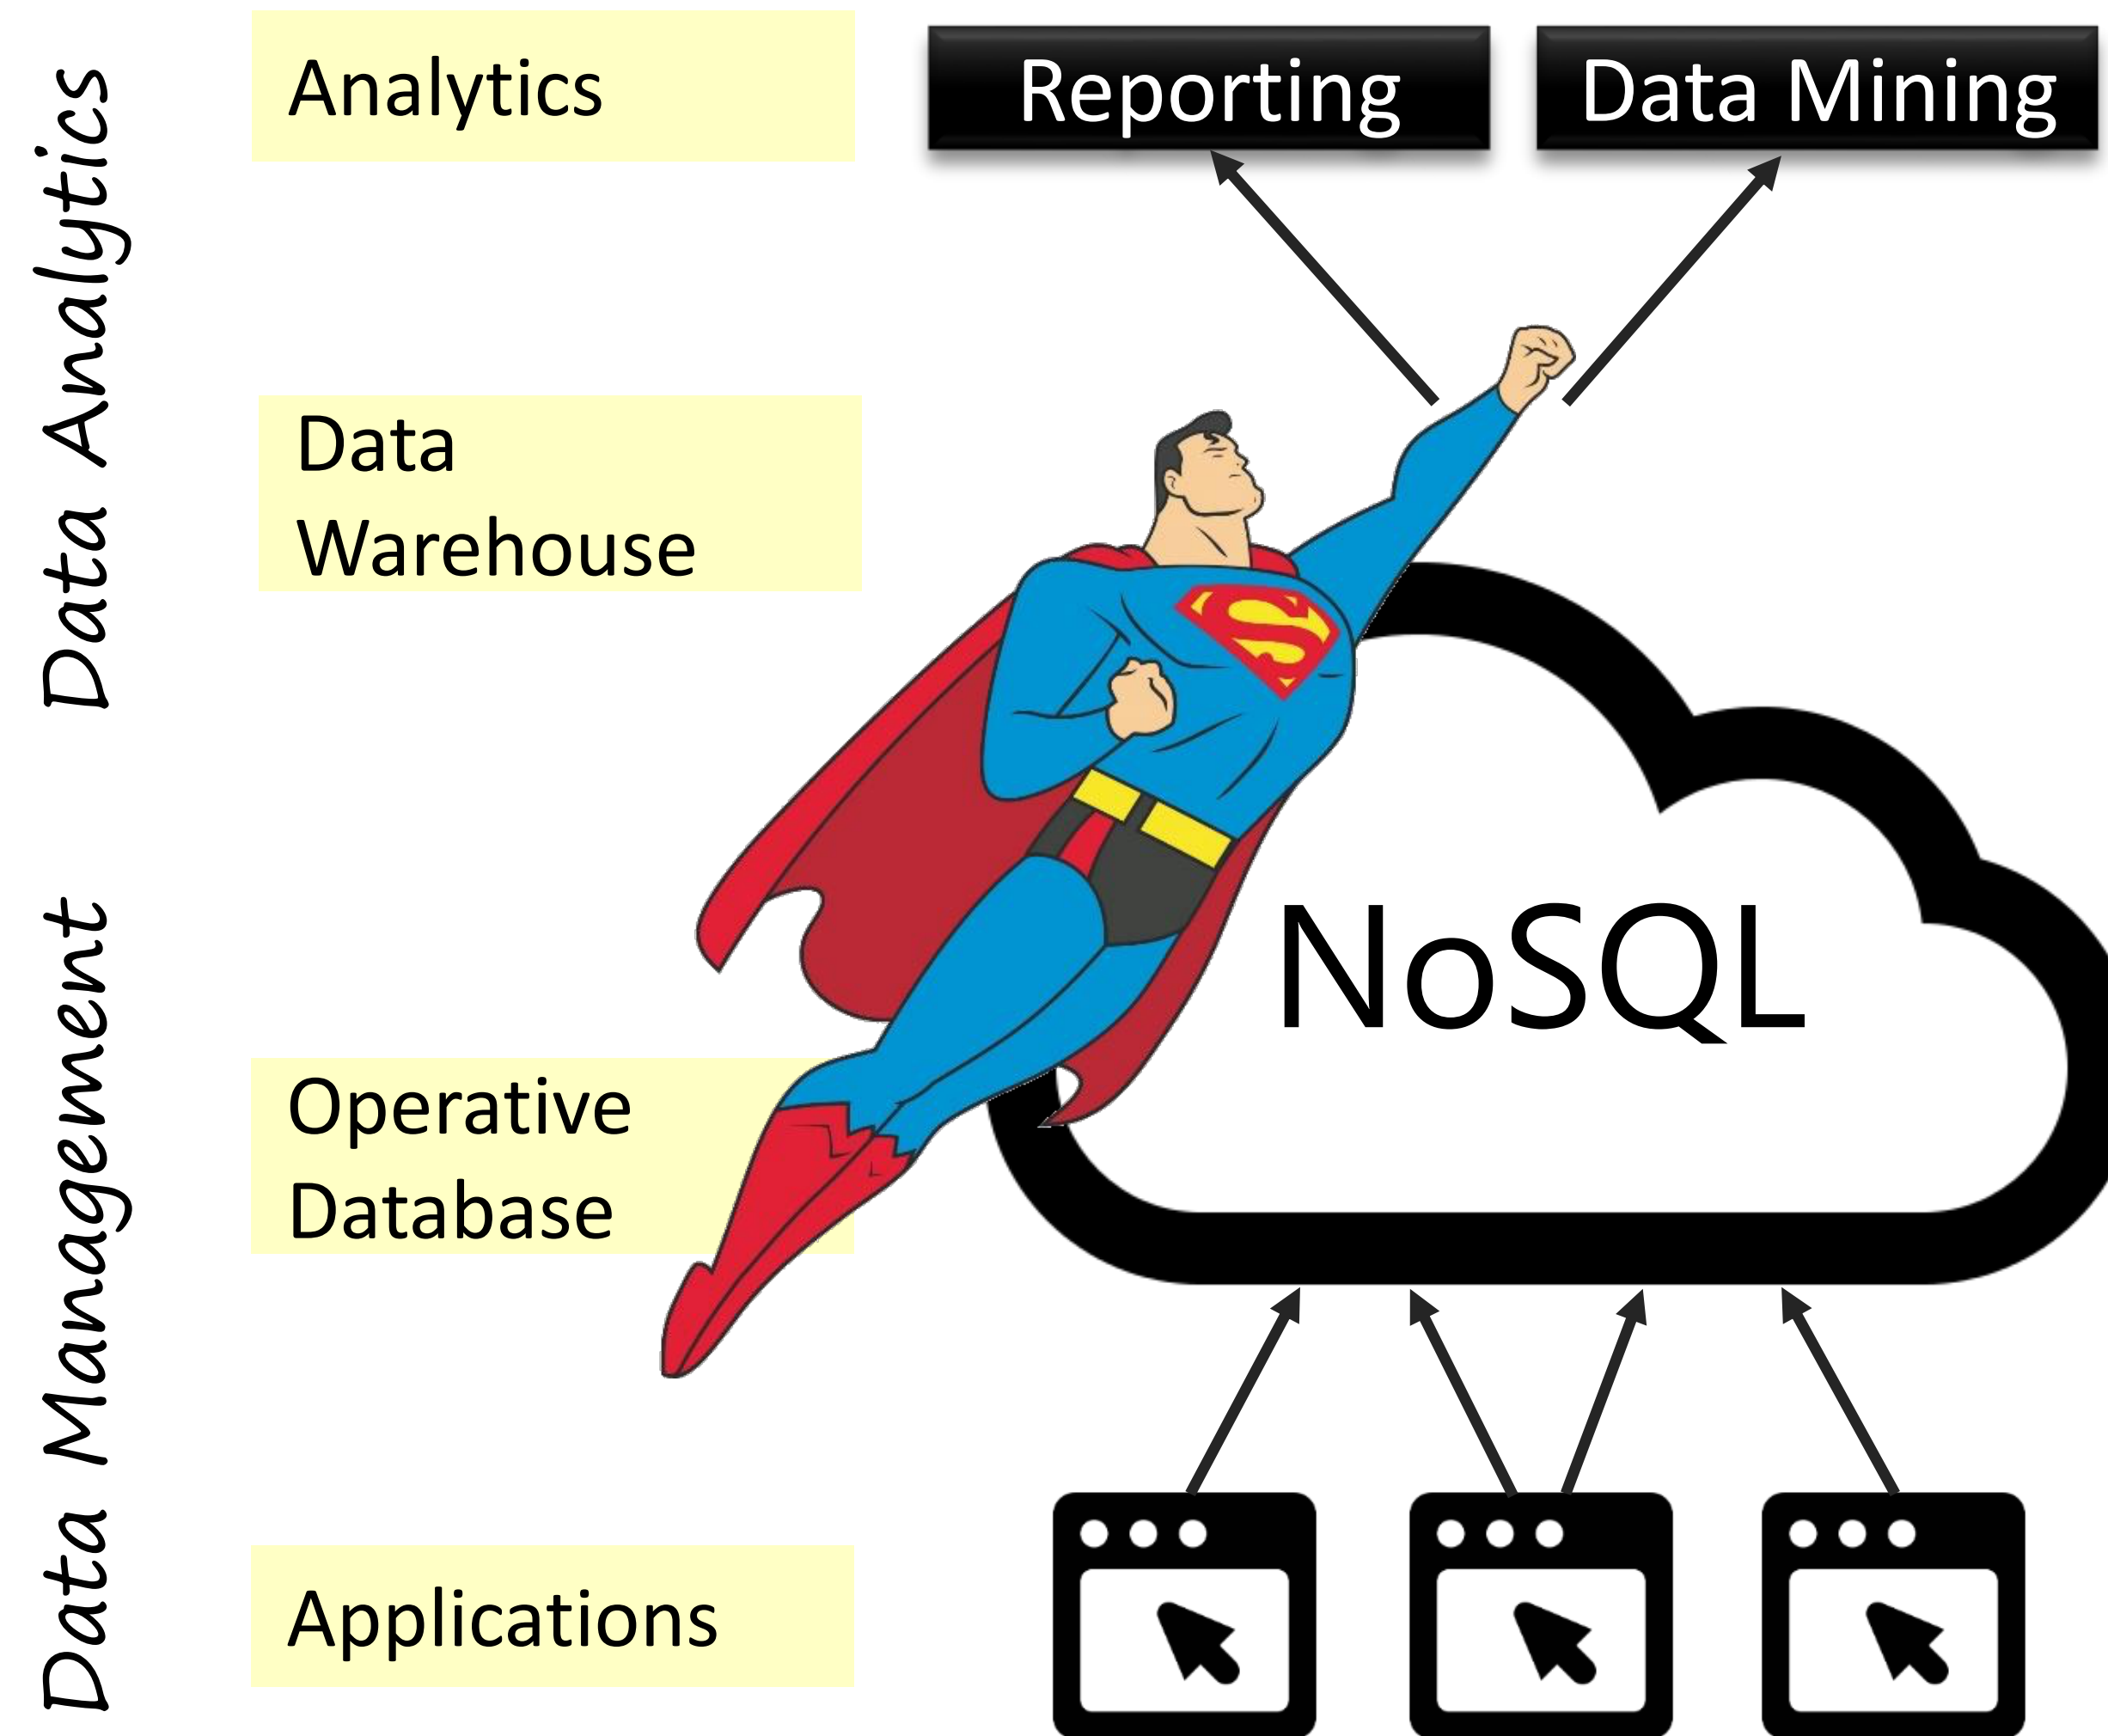 Data Analytics
Data Management
Analytics
Reporting
Data Mining
Data
Warehouse
S
NoSQL
Operative
Database
Applications